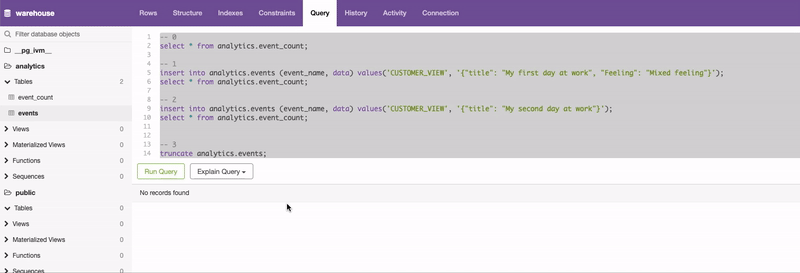 warehouse
Rows Structure Indexes Constraints Query History Activity Connection
Filter database objects
__pg_ivm__
analytics
Tables 2
event_count
events
Views 0
Materialized Views 0
Functions 0
Sequences 0
public
Tables 0
Views 0
Materialized Views 0
Functions 0
Sequences 0
1 -- 0
2 select * from analytics.event_count;
3
4 -- 1
5 insert into analytics.events (event_name, data) values('CUSTOMER_VIEW', '{"title": "My first day at work", "Feeling": "Mixed feeling"}');
6 select * from analytics.event_count;
7
8 -- 2
9 insert into analytics.events (event_name, data) values('CUSTOMER_VIEW', '{"title": "My second day at work"}');
10 select * from analytics.event_count;
11
12
13 -- 3
14 truncate analytics.events;
Run Query Explain Query
No records found